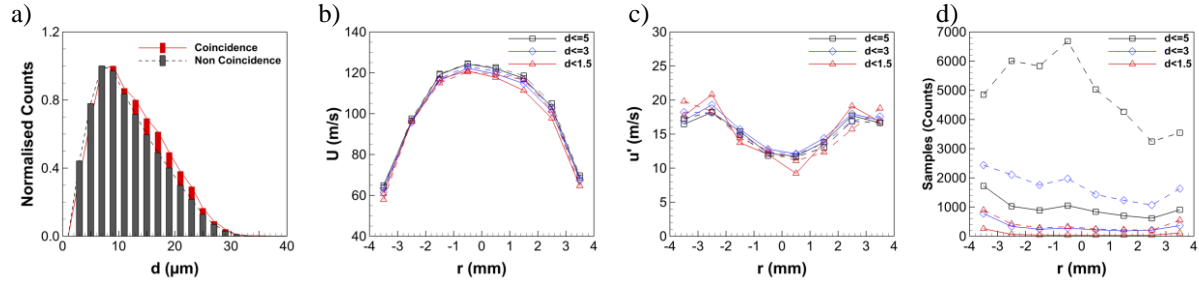 a)
Normalised Counts
1.2
1.0
0.8
0.4
0.0
0
10
20
30
40
d (µm)
Coincidence
Non Coincidence
b)
U (m/s)
140
120
100
80
60
40
-4
-3
-2
-1
0
1
2
3
4
r (mm)
d<=5
d<=3
d<1.5
c)
u' (m/s)
30
25
20
15
10
5
0
-4
-3
-2
-1
0
1
2
3
4
r (mm)
d<=5
d<=3
d<1.5
d)
Samples (Counts)
7000
6000
5000
4000
3000
2000
1000
0
-4
-3
-2
-1
0
1
2
3
4
r (mm)
d<=5
d<=3
d<1.5